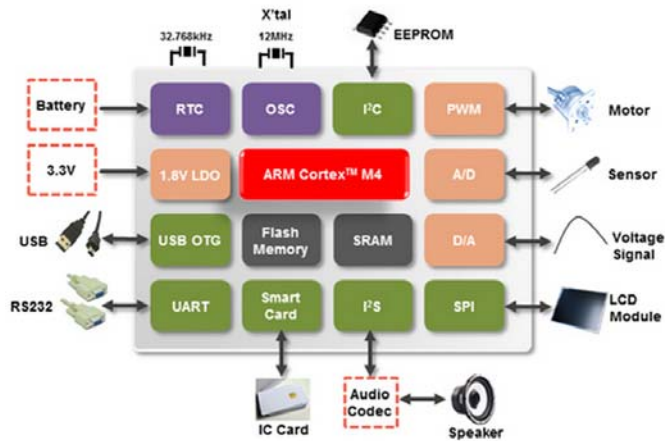 X'tal
32.768kHz
12MHz
EEPROM
Battery
RTC
OSC
I²C
PWM
Motor
3.3V
1.8V LDO
ARM Cortex™ M4
A/D
Sensor
USB
USB OTG
Flash
Memory
SRAM
D/A
Voltage
Signal
RS232
UART
Smart
Card
I²S
SPI
LCD
Module
IC Card
Audio
Codec
Speaker